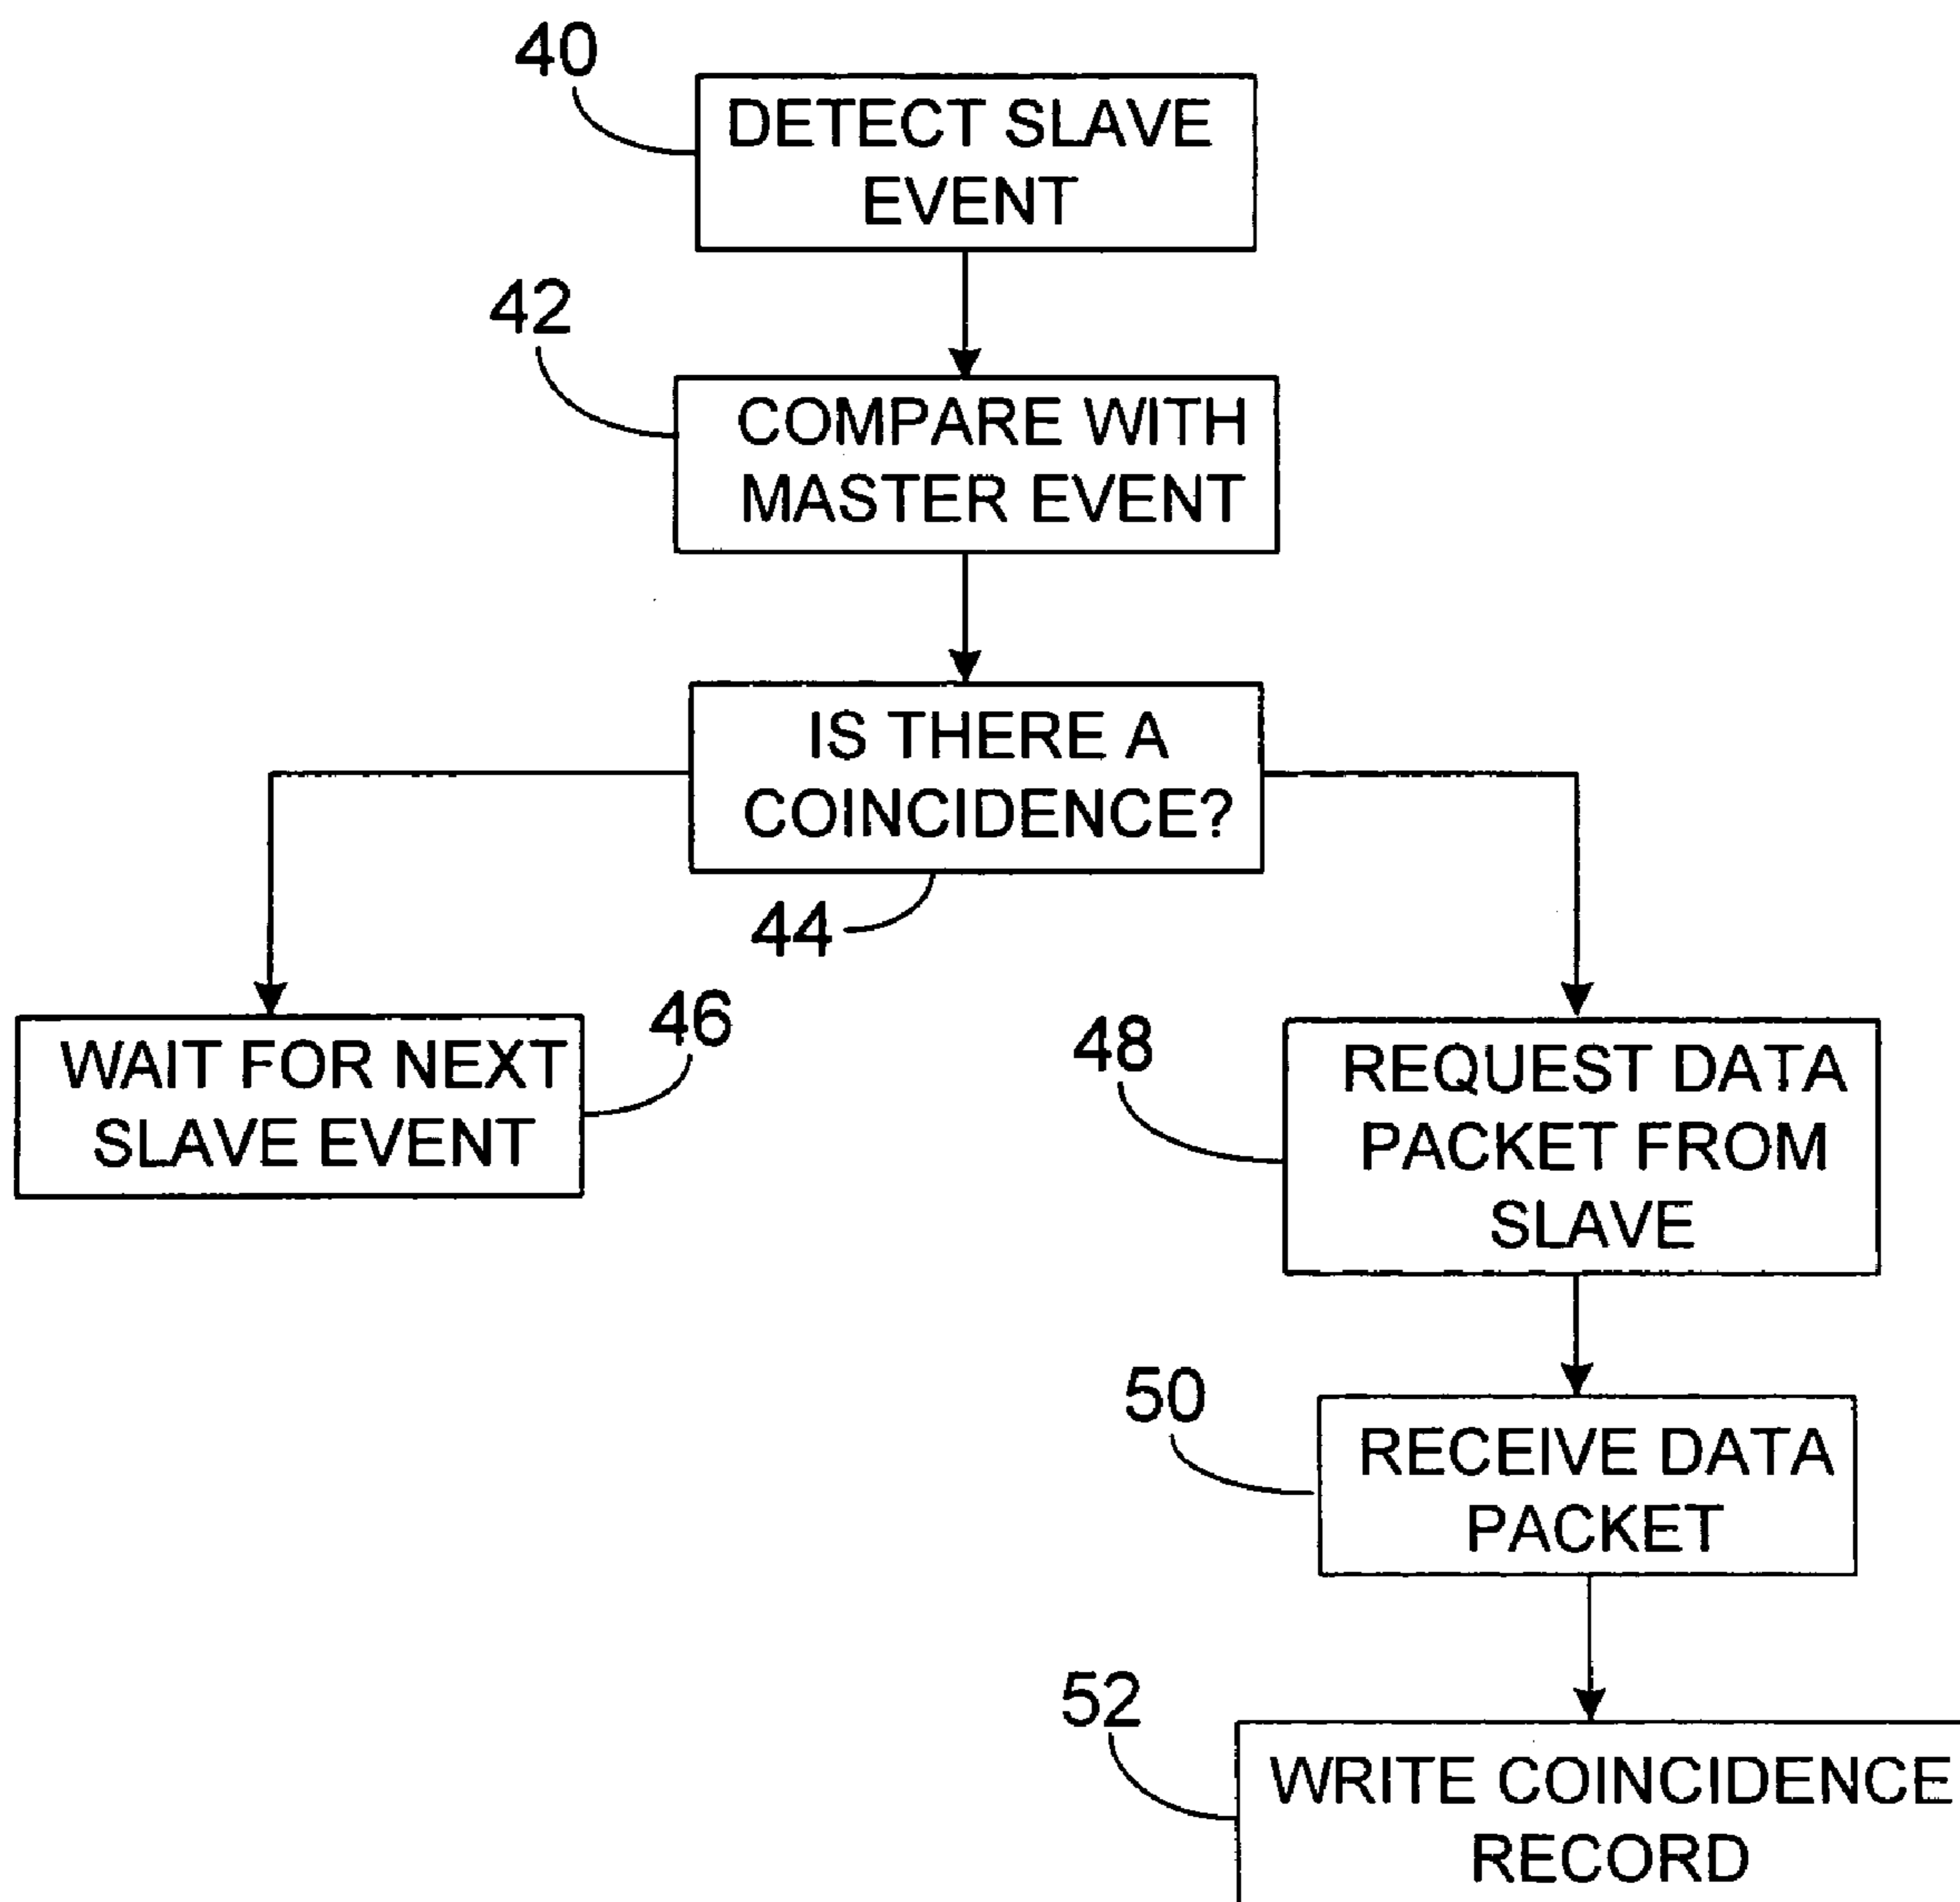 40
DETECT SLAVE
EVENT
42
COMPARE WITH
MASTER EVENT
IS THERE A
COINCIDENCE?
44
WAIT FOR NEXT
SLAVE EVENT
46
48
REQUEST DATA
PACKET FROM
SLAVE
50
RECEIVE DATA
PACKET
52
WRITE COINCIDENCE
RECORD